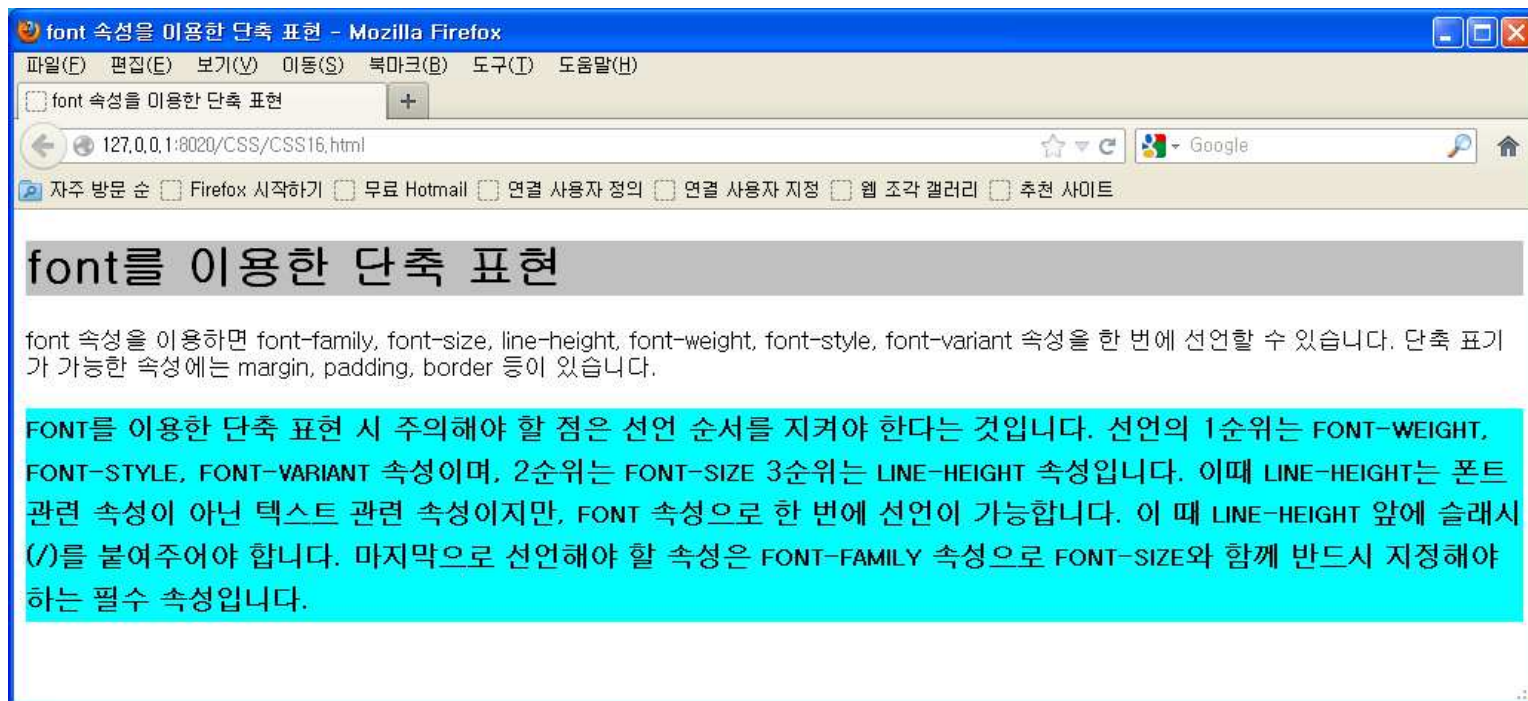 font 속성을 이용한 단축 표현 - Mozilla Firefox
파일(F) 편집(E) 보기(V) 이동(S) 북마크(B) 도구(T) 도움말(H)
font 속성을 이용한 단축 표현 +
127.0.0.1:8020/CSS/CSS16.html Google
자주 방문 순 Firefox 시작하기 무료 Hotmail 연결 사용자 정의 연결 사용자 지정 웹 조각 갤러리 추천 사이트
font를 이용한 단축 표현
font 속성을 이용하면 font-family, font-size, line-height, font-weight, font-style, font-variant 속성을 한 번에 선언할 수 있습니다. 단축 표기
가 가능한 속성에는 margin, padding, border 등이 있습니다.
FONT를 이용한 단축 표현 시 주의해야 할 점은 선언 순서를 지켜야 한다는 것입니다. 선언의 1순위는 FONT-WEIGHT,
FONT-STYLE, FONT-VARIANT 속성이며, 2순위는 FONT-SIZE 3순위는 LINE-HEIGHT 속성입니다. 이때 LINE-HEIGHT는 폰트
관련 속성이 아닌 텍스트 관련 속성이지만, FONT 속성으로 한 번에 선언이 가능합니다. 이 때 LINE-HEIGHT 앞에 슬래시
(/)를 붙여주어야 합니다. 마지막으로 선언해야 할 속성은 FONT-FAMILY 속성으로 FONT-SIZE와 함께 반드시 지정해야
하는 필수 속성입니다.